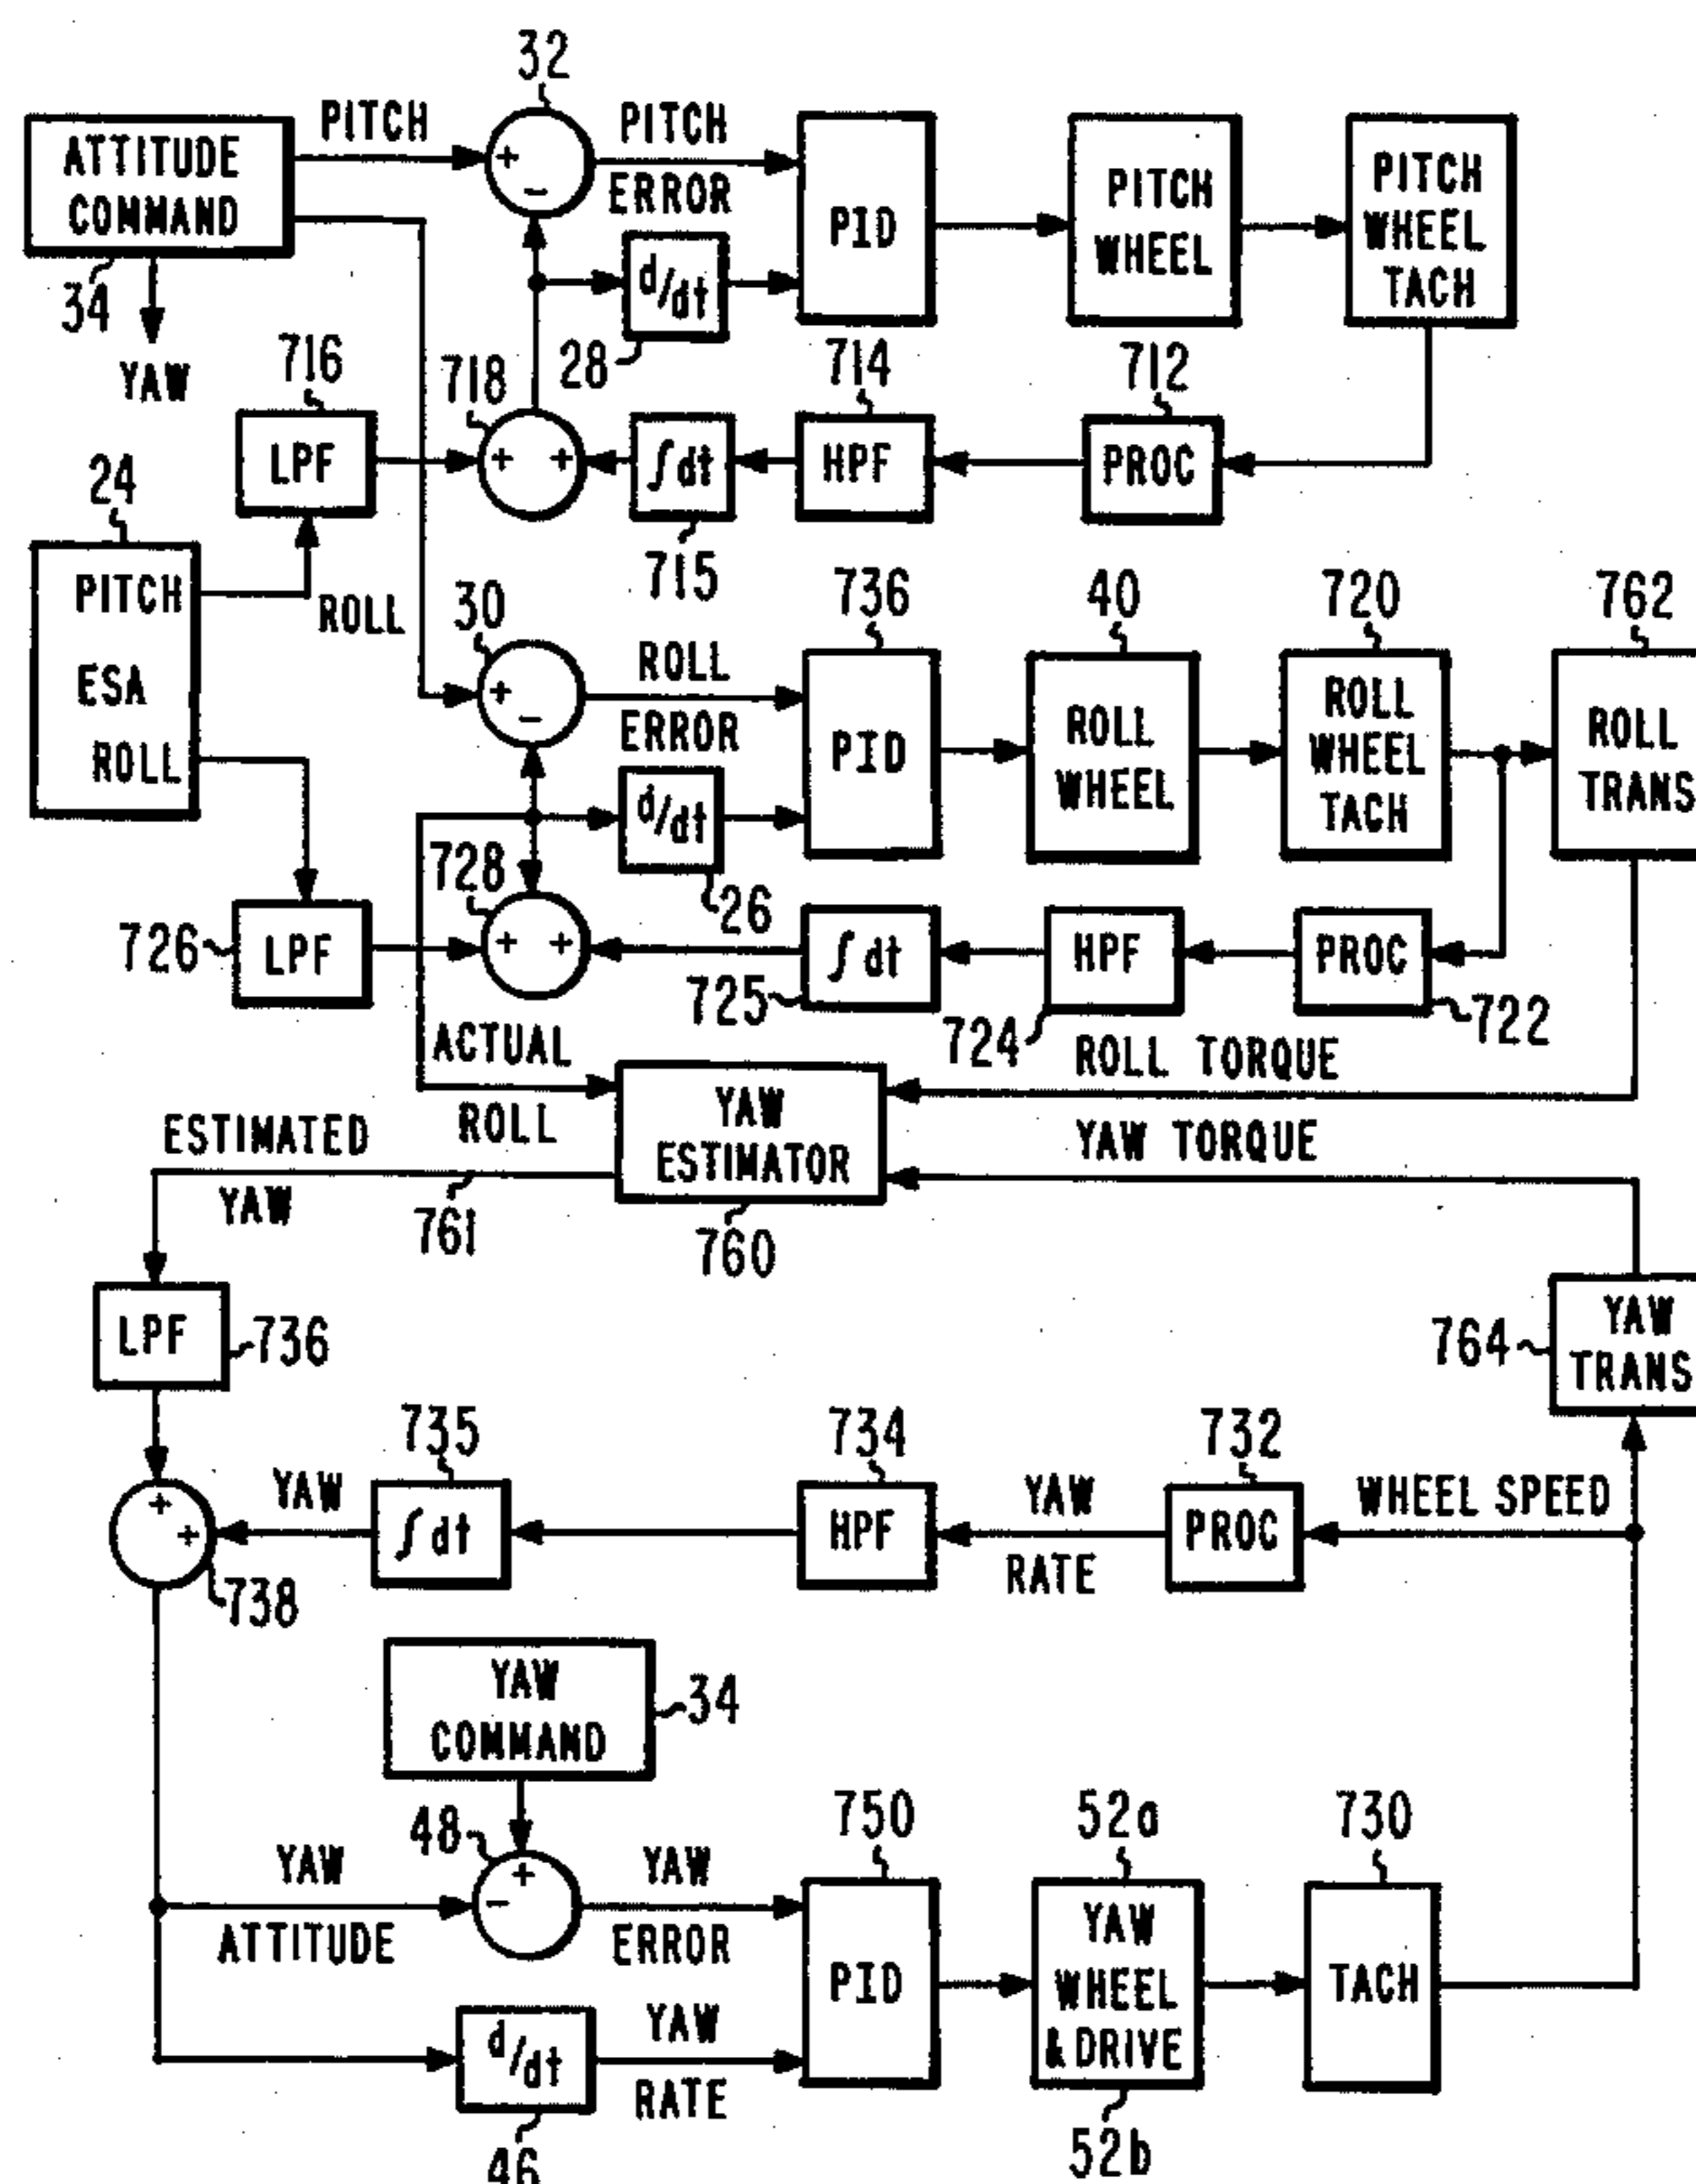 32
ATTITUDE
COMMAND
34
YAW
PITCH
+
−
PITCH
ERROR
d/dt
28
PID
PITCH
WHEEL
PITCH
WHEEL
TACH
716
LPF
718
+ +
∫dt
715
714
HPF
712
PROC
24
PITCH
ESA
ROLL
ROLL
30
+
−
ROLL
ERROR
d/dt
26
736
PID
40
ROLL
WHEEL
720
ROLL
WHEEL
TACH
762
ROLL
TRANS
726
LPF
728
+ +
∫dt
725
HPF
724
PROC
722
ACTUAL
ROLL
ROLL TORQUE
YAW TORQUE
YAW
ESTIMATOR
760
ESTIMATED
YAW
761
LPF
736
764
YAW
TRANS
+
+
738
YAW
735
∫dt
734
HPF
YAW
RATE
732
PROC
WHEEL SPEED
YAW
COMMAND
34
48
+
−
YAW
ATTITUDE
YAW
ERROR
d/dt
46
YAW
RATE
750
PID
52a
YAW
WHEEL
& DRIVE
52b
730
TACH